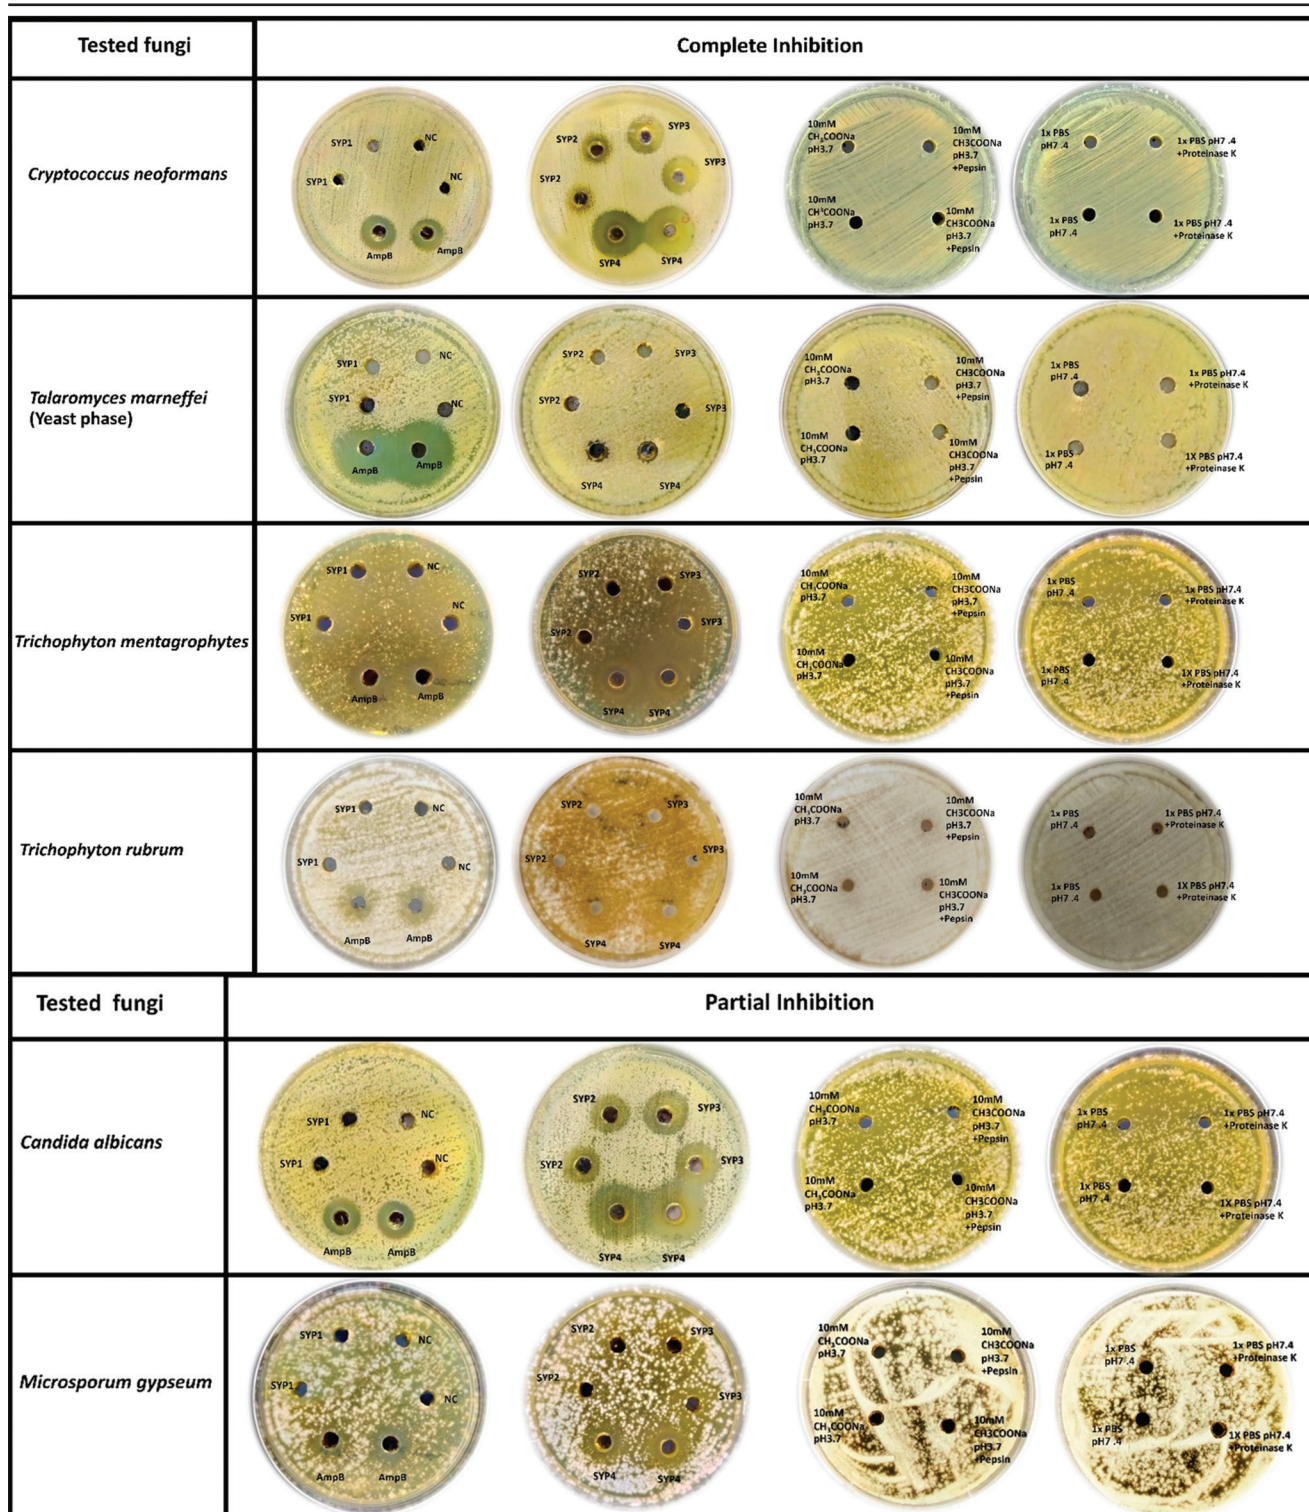 Tested fungi
Complete Inhibition
Cryptococcus neoformans
SYP1
NC
SYP1
NC
AmpB
AmpB
SYP2
SYP3
SYP2
SYP3
SYP4
SYP4
10mM
CH₃COONa
pH3.7
10mM
CH3COONa
pH3.7
+Pepsin
10mM
CH³COONa
pH3.7
10mM
CH3COONa
pH3.7
+Pepsin
1x PBS
pH7.4
1x PBS pH7.4
+Proteinase K
1x PBS
pH7.4
1x PBS pH7.4
+Proteinase K
Talaromyces marneffei
(Yeast phase)
SYP1
NC
SYP1
NC
AmpB
AmpB
SYP2
SYP3
SYP2
SYP3
SYP4
SYP4
10mM
CH₃COONa
pH3.7
10mM
CH3COONa
pH3.7
+Pepsin
10mM
CH₃COONa
pH3.7
10mM
CH3COONa
pH3.7
+Pepsin
1x PBS
pH7.4
1x PBS pH7.4
+Proteinase K
1x PBS
pH7.4
1X PBS pH7.4
+Proteinase K
Trichophyton mentagrophytes
SYP1
NC
SYP1
NC
AmpB
AmpB
SYP2
SYP3
SYP2
SYP3
SYP4
SYP4
10mM
CH₃COONa
pH3.7
10mM
CH3COONa
pH3.7
+Pepsin
10mM
CH₃COONa
pH3.7
10mM
CH3COONa
pH3.7
+Pepsin
1x PBS
pH7.4
1x PBS pH7.4
+Proteinase K
1x PBS
pH7.4
1X PBS pH7.4
+Proteinase K
Trichophyton rubrum
SYP1
NC
SYP1
NC
AmpB
AmpB
SYP2
SYP3
SYP2
SYP3
SYP4
SYP4
10mM
CH₃COONa
pH3.7
10mM
CH3COONa
pH3.7
+Pepsin
10mM
CH₃COONa
pH3.7
10mM
CH3COONa
pH3.7
+Pepsin
1x PBS
pH7.4
1x PBS pH7.4
+Proteinase K
1x PBS
pH7.4
1X PBS pH7.4
+Proteinase K
Tested fungi
Partial Inhibition
Candida albicans
SYP1
NC
SYP1
NC
AmpB
AmpB
SYP2
SYP3
SYP2
SYP3
SYP4
SYP4
10mM
CH₃COONa
pH3.7
10mM
CH3COONa
pH3.7
+Pepsin
10mM
CH₃COONa
pH3.7
10mM
CH3COONa
pH3.7
+Pepsin
1x PBS
pH7.4
1x PBS pH7.4
+Proteinase K
1x PBS
pH7.4
1X PBS pH7.4
+Proteinase K
Microsporum gypseum
SYP1
NC
SYP1
NC
AmpB
AmpB
SYP2
SYP3
SYP2
SYP3
SYP4
SYP4
10mM
CH₃COONa
pH3.7
10mM
CH3COONa
pH3.7
+Pepsin
10mM
CH₃COONa
pH3.7
10mM
CH3COONa
pH3.7
+Pepsin
1x PBS
pH7.4
1x PBS pH7.4
+Proteinase K
1x PBS
pH7.4
1X PBS pH7.4
+Proteinase K